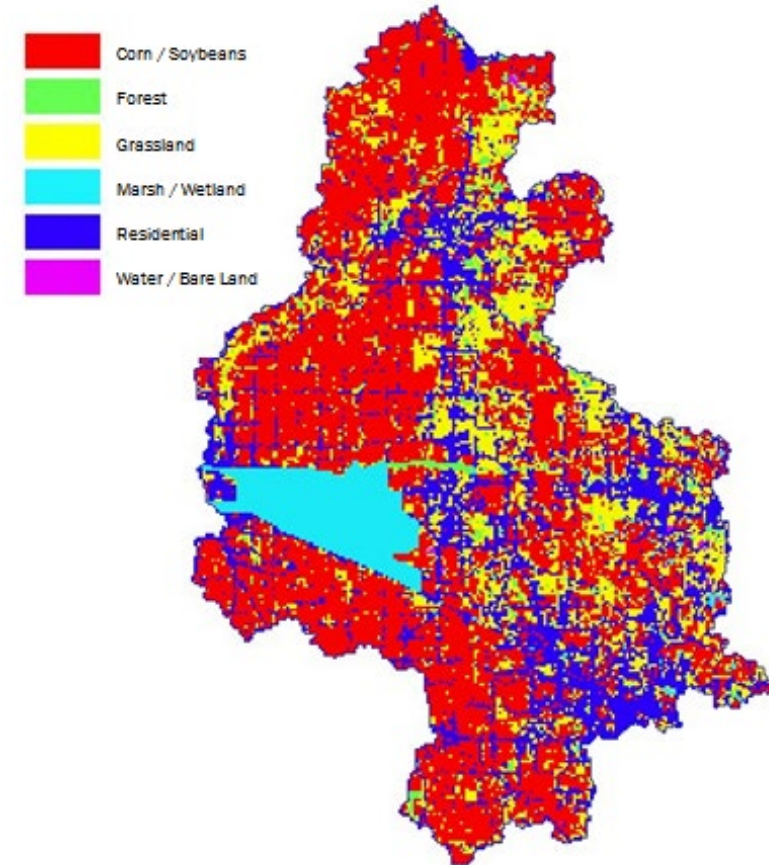 Corn / Soybeans
Forest
Grassland
Marsh / Wetland
Residential
Water / Bare Land